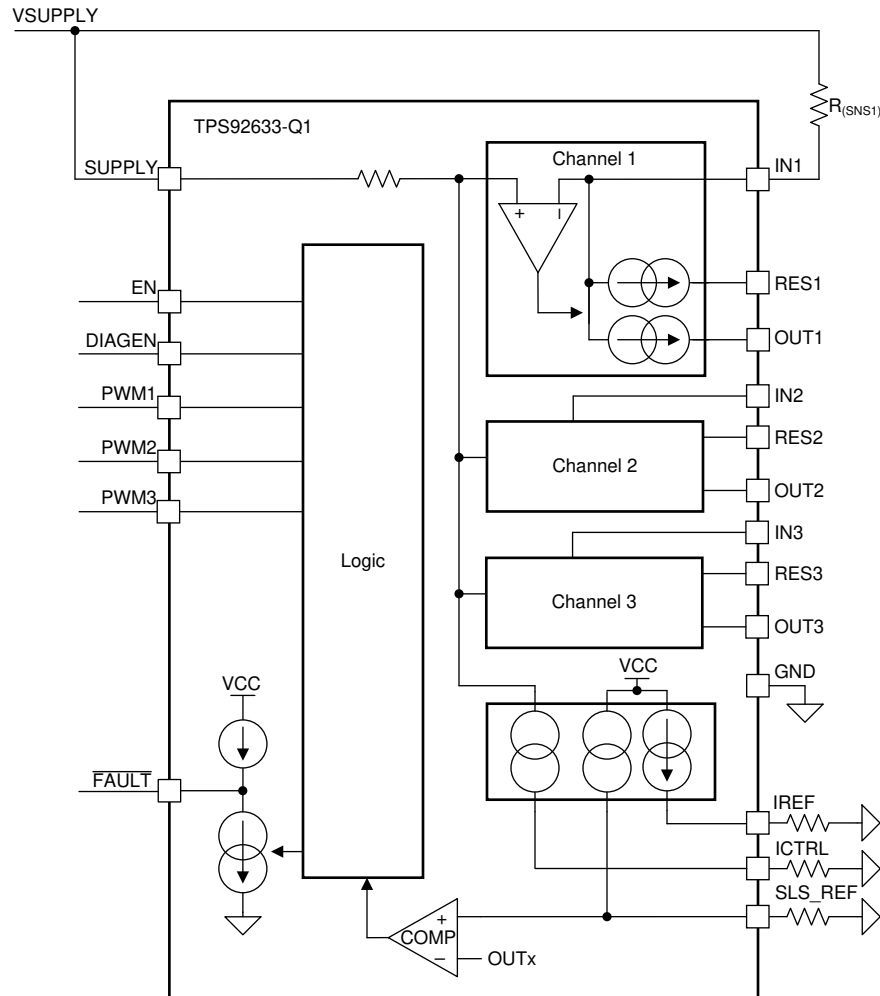 VSUPPLY
R(SNS1)
TPS92633-Q1
Channel 1
SUPPLY
IN1
+ –
EN
RES1
DIAGEN
OUT1
PWM1
IN2
PWM2
RES2
Channel 2
PWM3
OUT2
IN3
Logic
RES3
Channel 3
OUT3
VCC
GND
VCC
FAULT
IREF
ICTRL
SLS_REF
+
COMP
–
OUTx